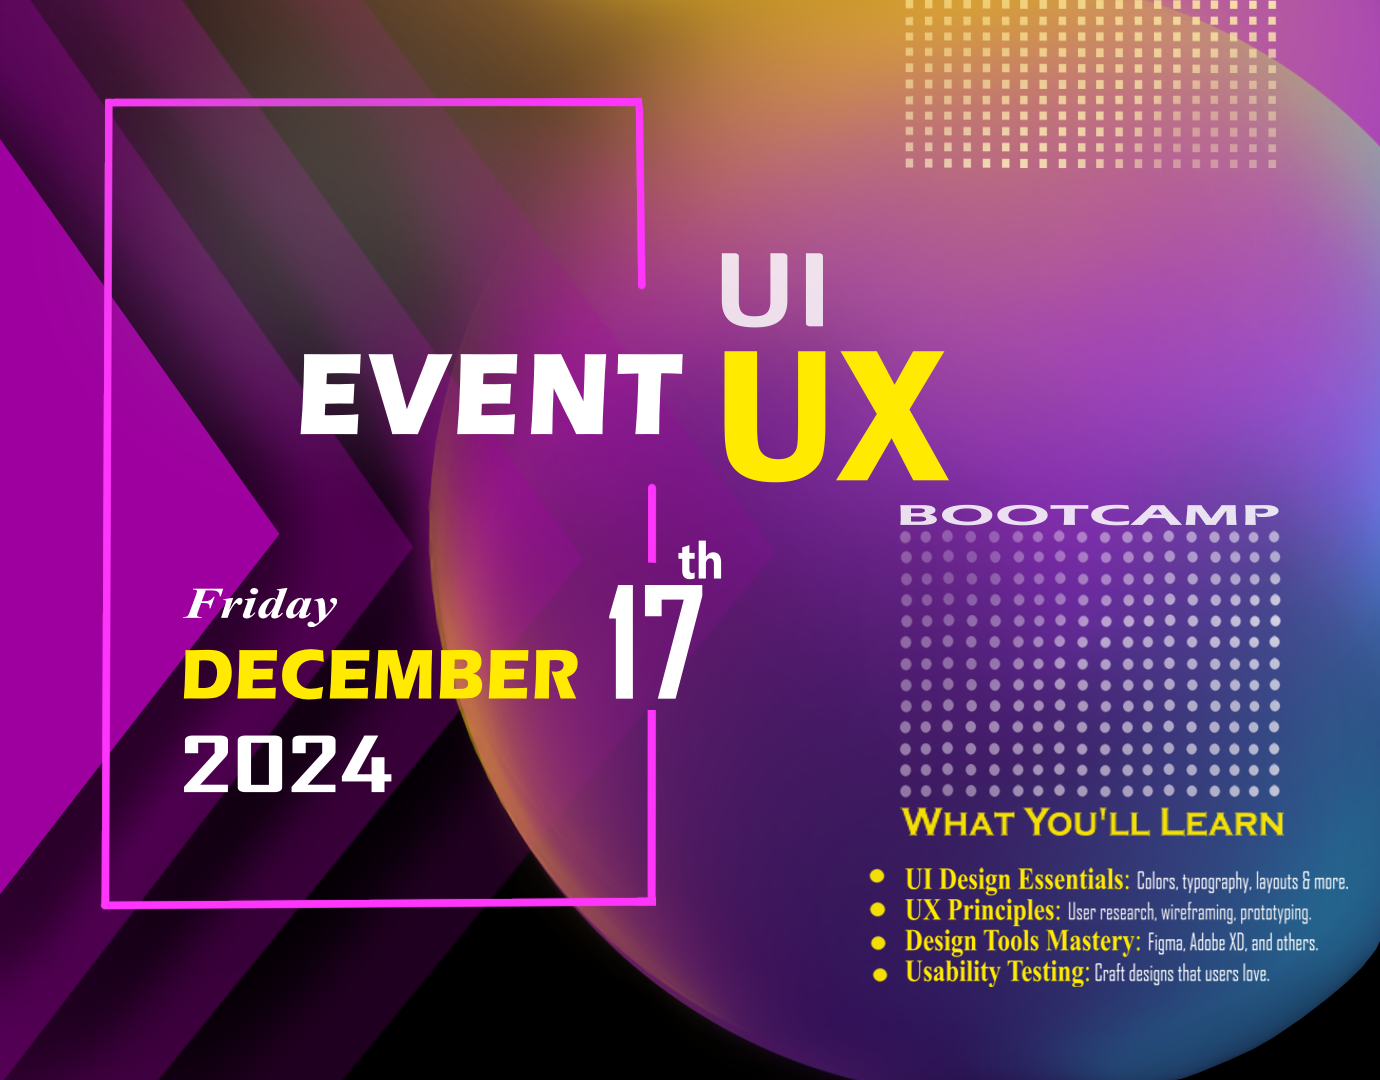 UI
EVENT UX
BOOTCAMP
Friday
DECEMBER 17th
2024
WHAT YOU'LL LEARN
UI Design Essentials: Colors, typography, layouts & more.
UX Principles: User research, wireframing, prototyping.
Design Tools Mastery: Figma, Adobe XD, and others.
Usability Testing: Craft designs that users love.